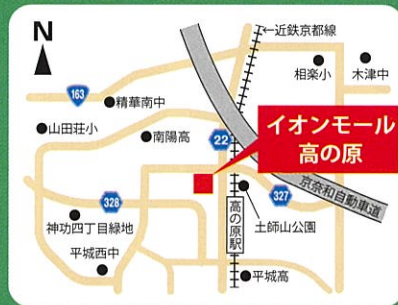 N
←近鉄京都線
相楽小
木津中
163
精華南中
山田荘小
南陽高
22
イオンモール
高の原
京奈和自動車道
327
328
高の原駅
土師山公園
神功四丁目緑地
平城西中
平城高